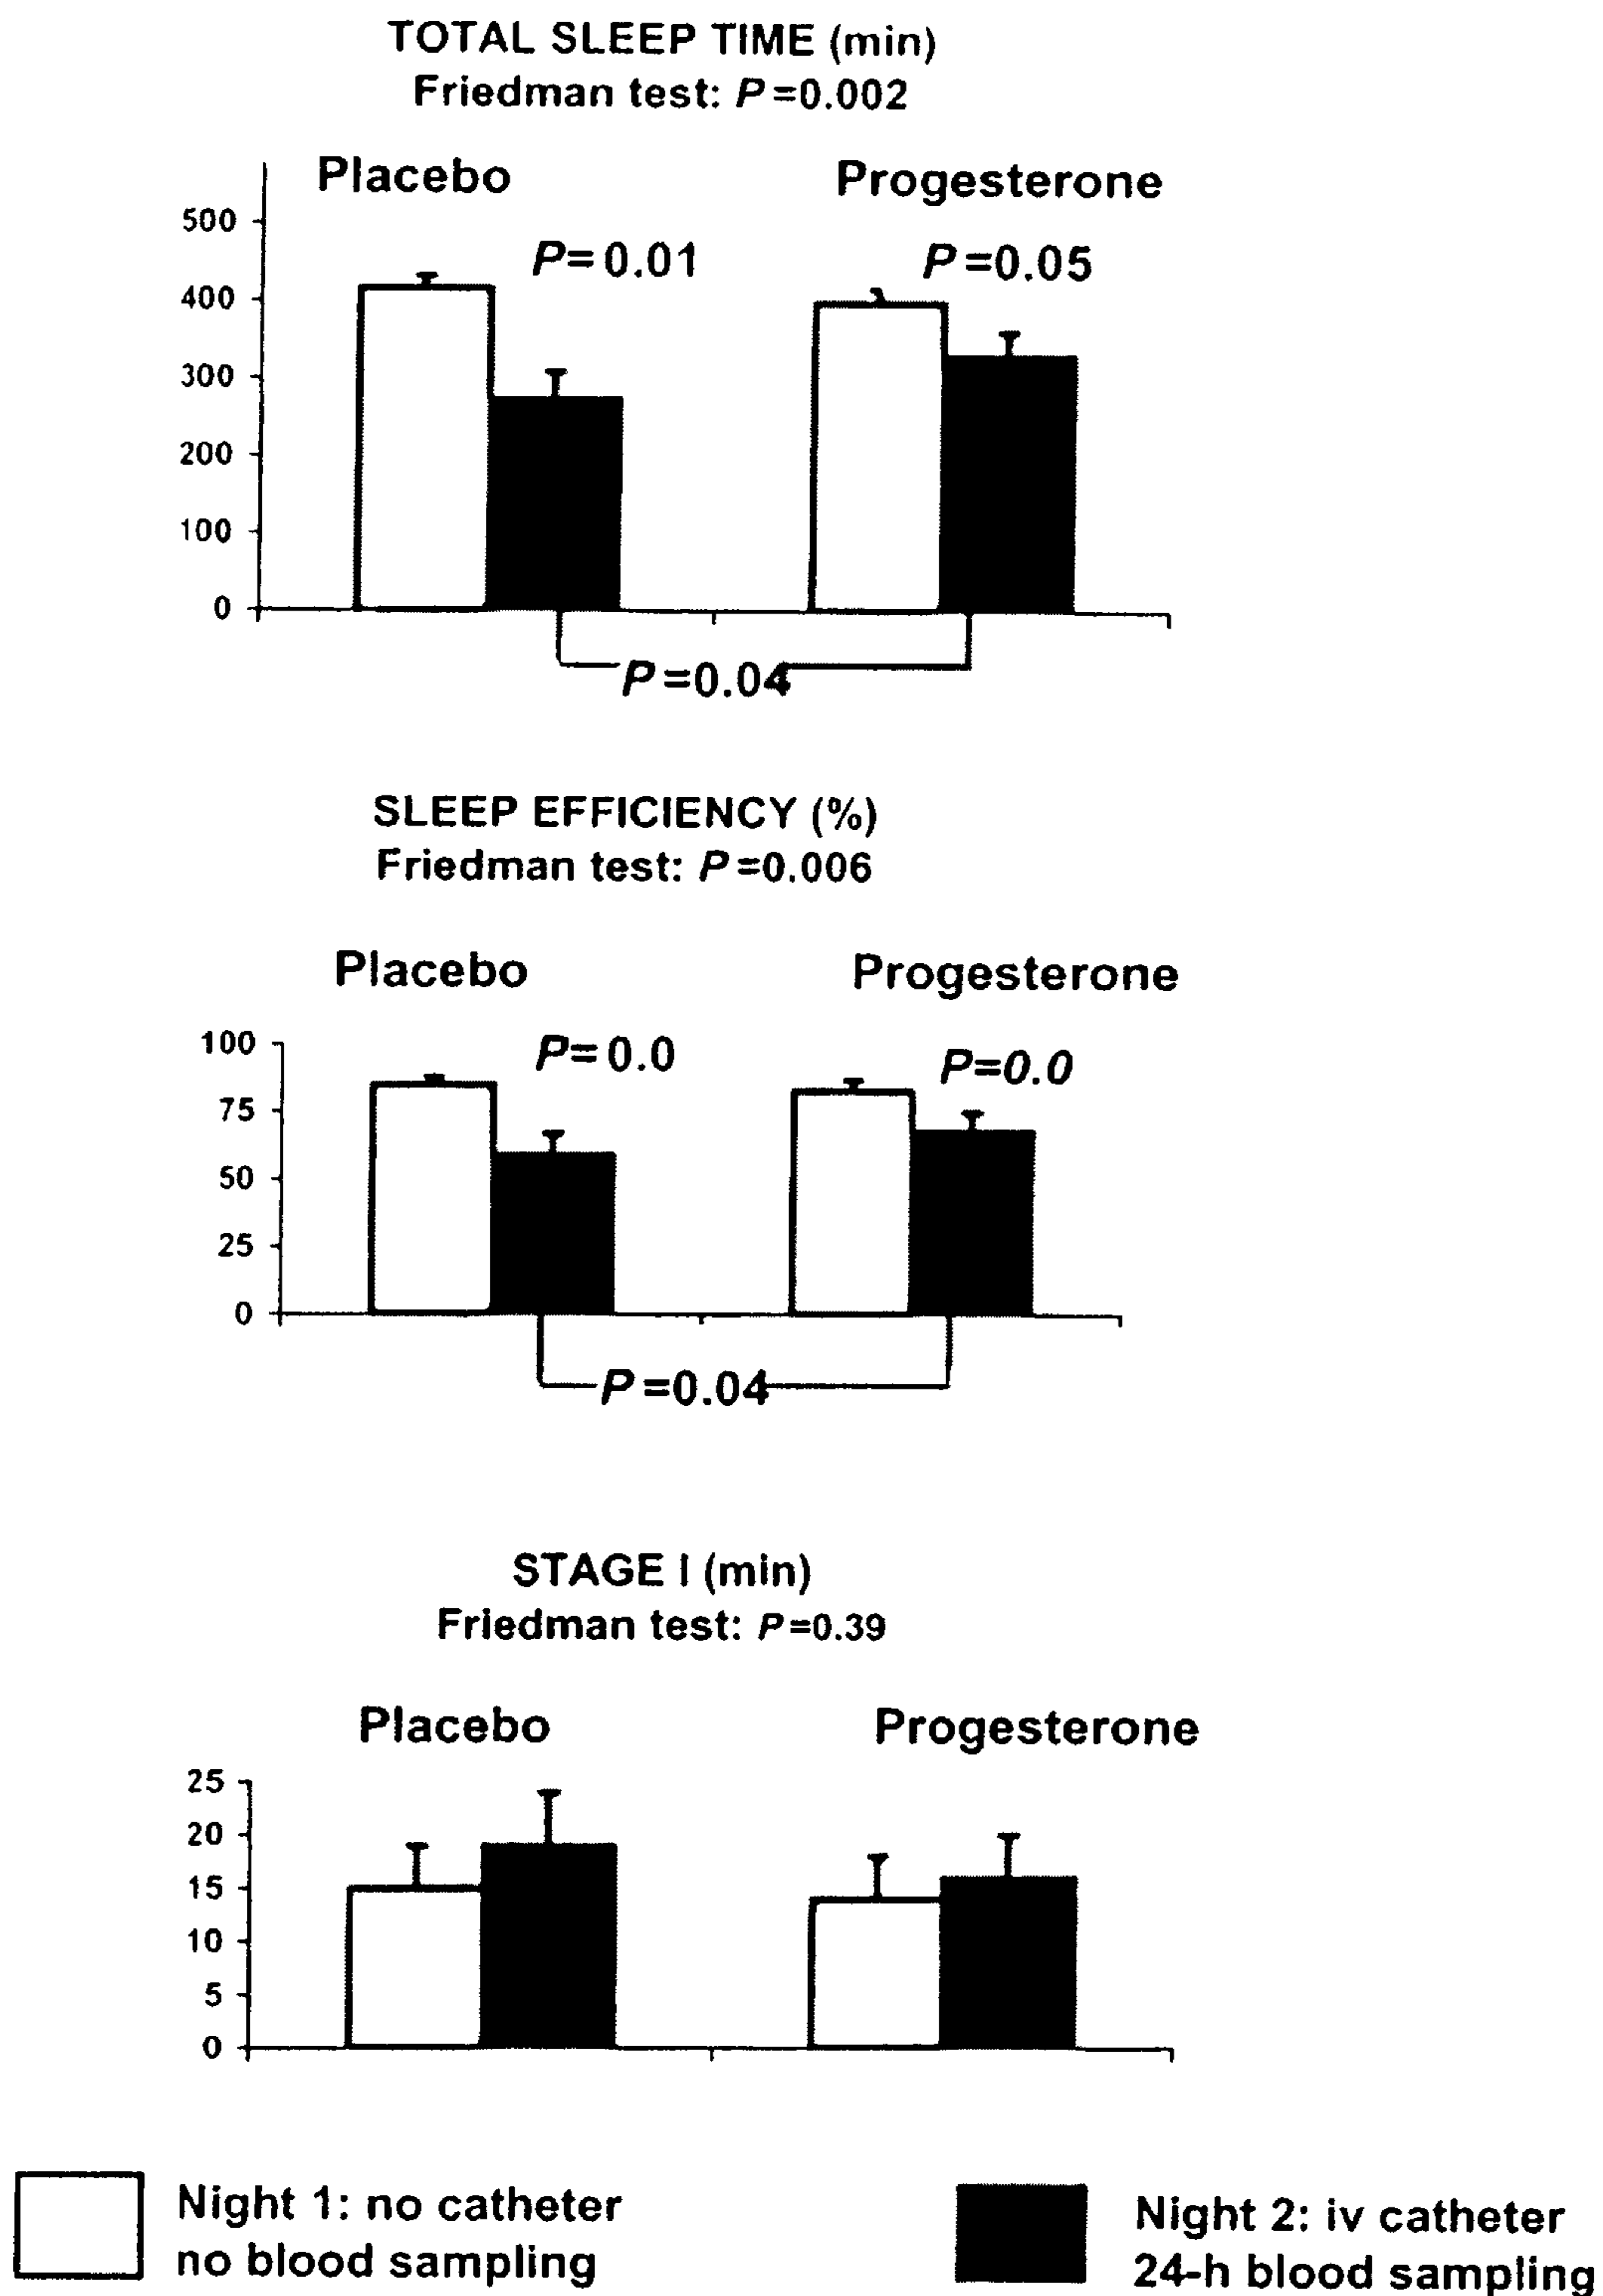 TOTAL SLEEP TIME (min)
Friedman test: P=0.002
Placebo
Progesterone
500
400
300
200
100
0
P= 0.01
P=0.05
P=0.04
SLEEP EFFICIENCY (%)
Friedman test: P=0.006
Placebo
Progesterone
100
75
50
25
0
P= 0.0
P=0.0
P=0.04
STAGE I (min)
Friedman test: P=0.39
Placebo
Progesterone
25
20
15
10
5
0
Night 1: no catheter
no blood sampling
Night 2: iv catheter
24-h blood sampling